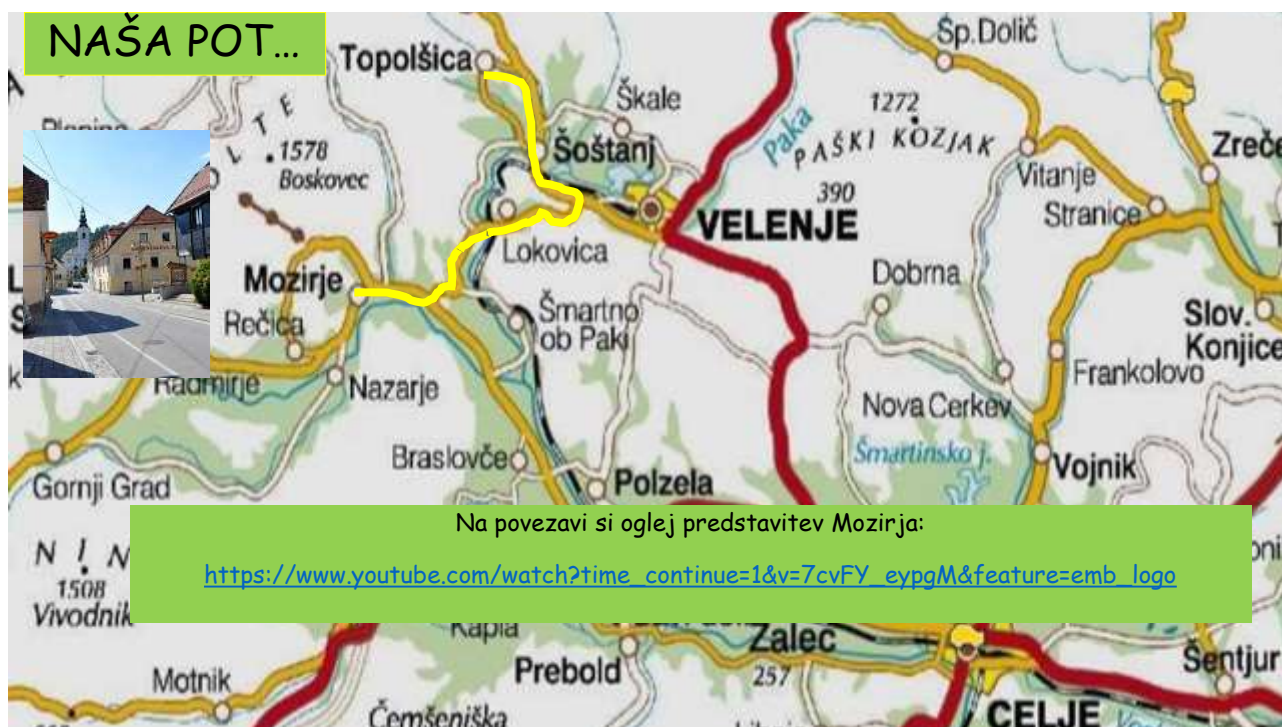 NAŠA POT...
Topolšica
Sp.Dolič
Škale
1272
Paka
PAŠKI KOZJAK
Zreče
1578
Boskovec
Šoštanj
390
Vitanje
Stranice
VELENJE
Lokovica
Dobrna
Mozirje
Rečica
Šmartno
ob Paki
Slov.
Konjice
Frankolovo
Radmirje
Nazarje
Nova Cerkev
Šmartinsko j.
Braslovče
Vojnik
Gornji Grad
Polzela
Na povezavi si oglej predstavitev Mozirja:
https://www.youtube.com/watch?time_continue=1&v=7cvFY_eypgM&feature=emb_logo
1508
Vivodnik
Kapla
Žalec
Prebold
257
Šentjur
Motnik
Čemšeniška
CELJE